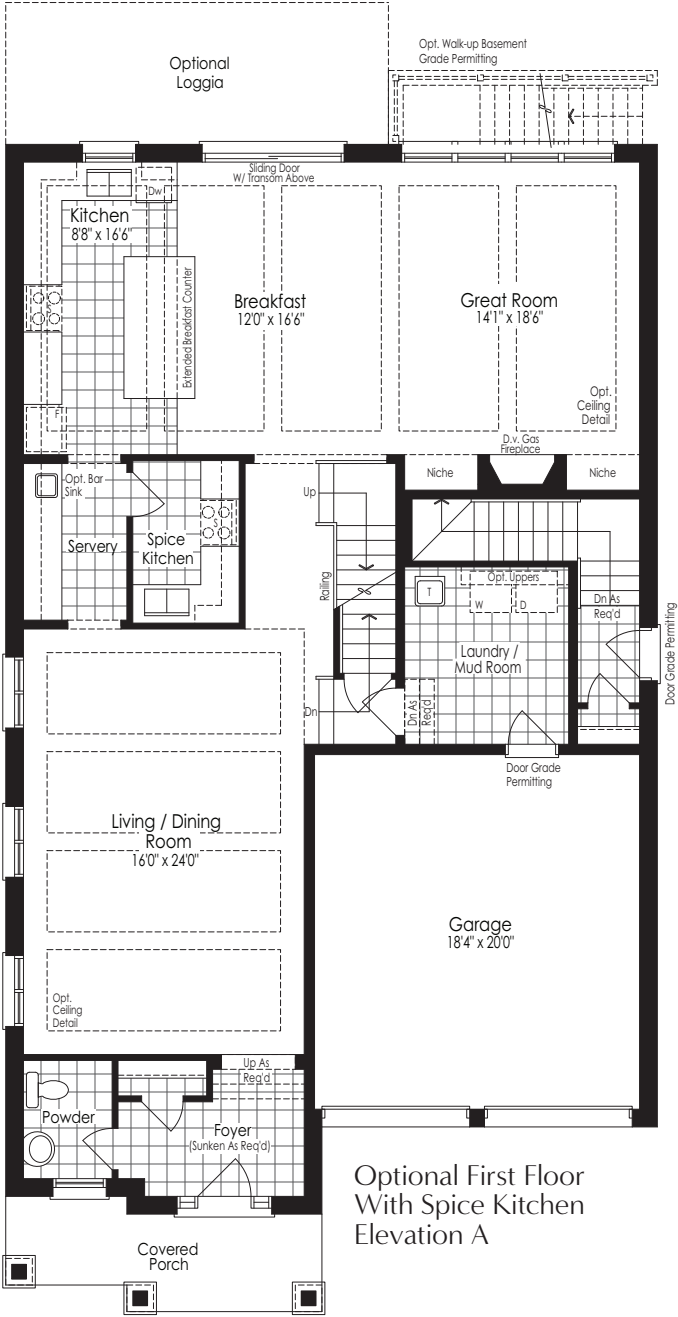 Opt. Walk-up Basement
Grade Permitting
Optional
Loggia
Sliding Door
W/ Transom Above
Dw
Kitchen
8'8" x 16'6"
Extended Breakfast Counter
Breakfast
12'0" x 16'6"
Great Room
14'1" x 18'6"
S
F
Opt.
Ceiling
Detail
D.v. Gas
Fireplace
Niche
Niche
Opt. Bar
Sink
Up
S
Servery
Spice
Kitchen
Railing
T
Opt. Uppers
W
D
Dn As
Req'd
Door Grade Permitting
Laundry /
Mud Room
Dn
Dn As
Req'd
Door Grade
Permitting
Living / Dining
Room
16'0" x 24'0"
Garage
18'4" x 20'0"
Opt.
Ceiling
Detail
Up As
Req'd
Powder
Foyer
(Sunken As Req'd)
Optional First Floor
With Spice Kitchen
Elevation A
Covered
Porch